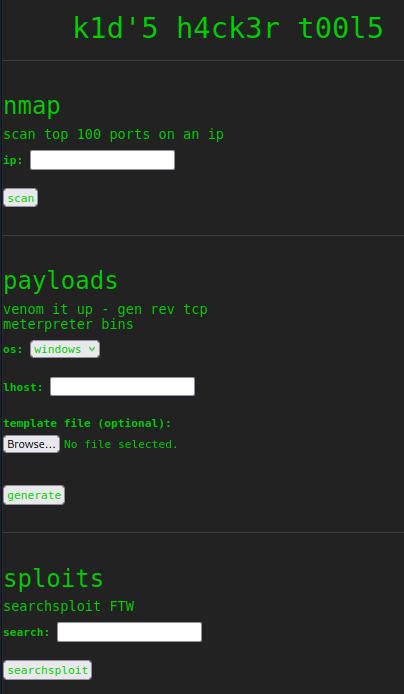 k1d'5 h4ck3r t00l5
nmap
scan top 100 ports on an ip
ip:
scan
payloads
venom it up - gen rev tcp
meterpreter bins
os: windows
lhost:
template file (optional):
Browse... No file selected.
generate
sploits
searchsploit FTW
search:
searchsploit